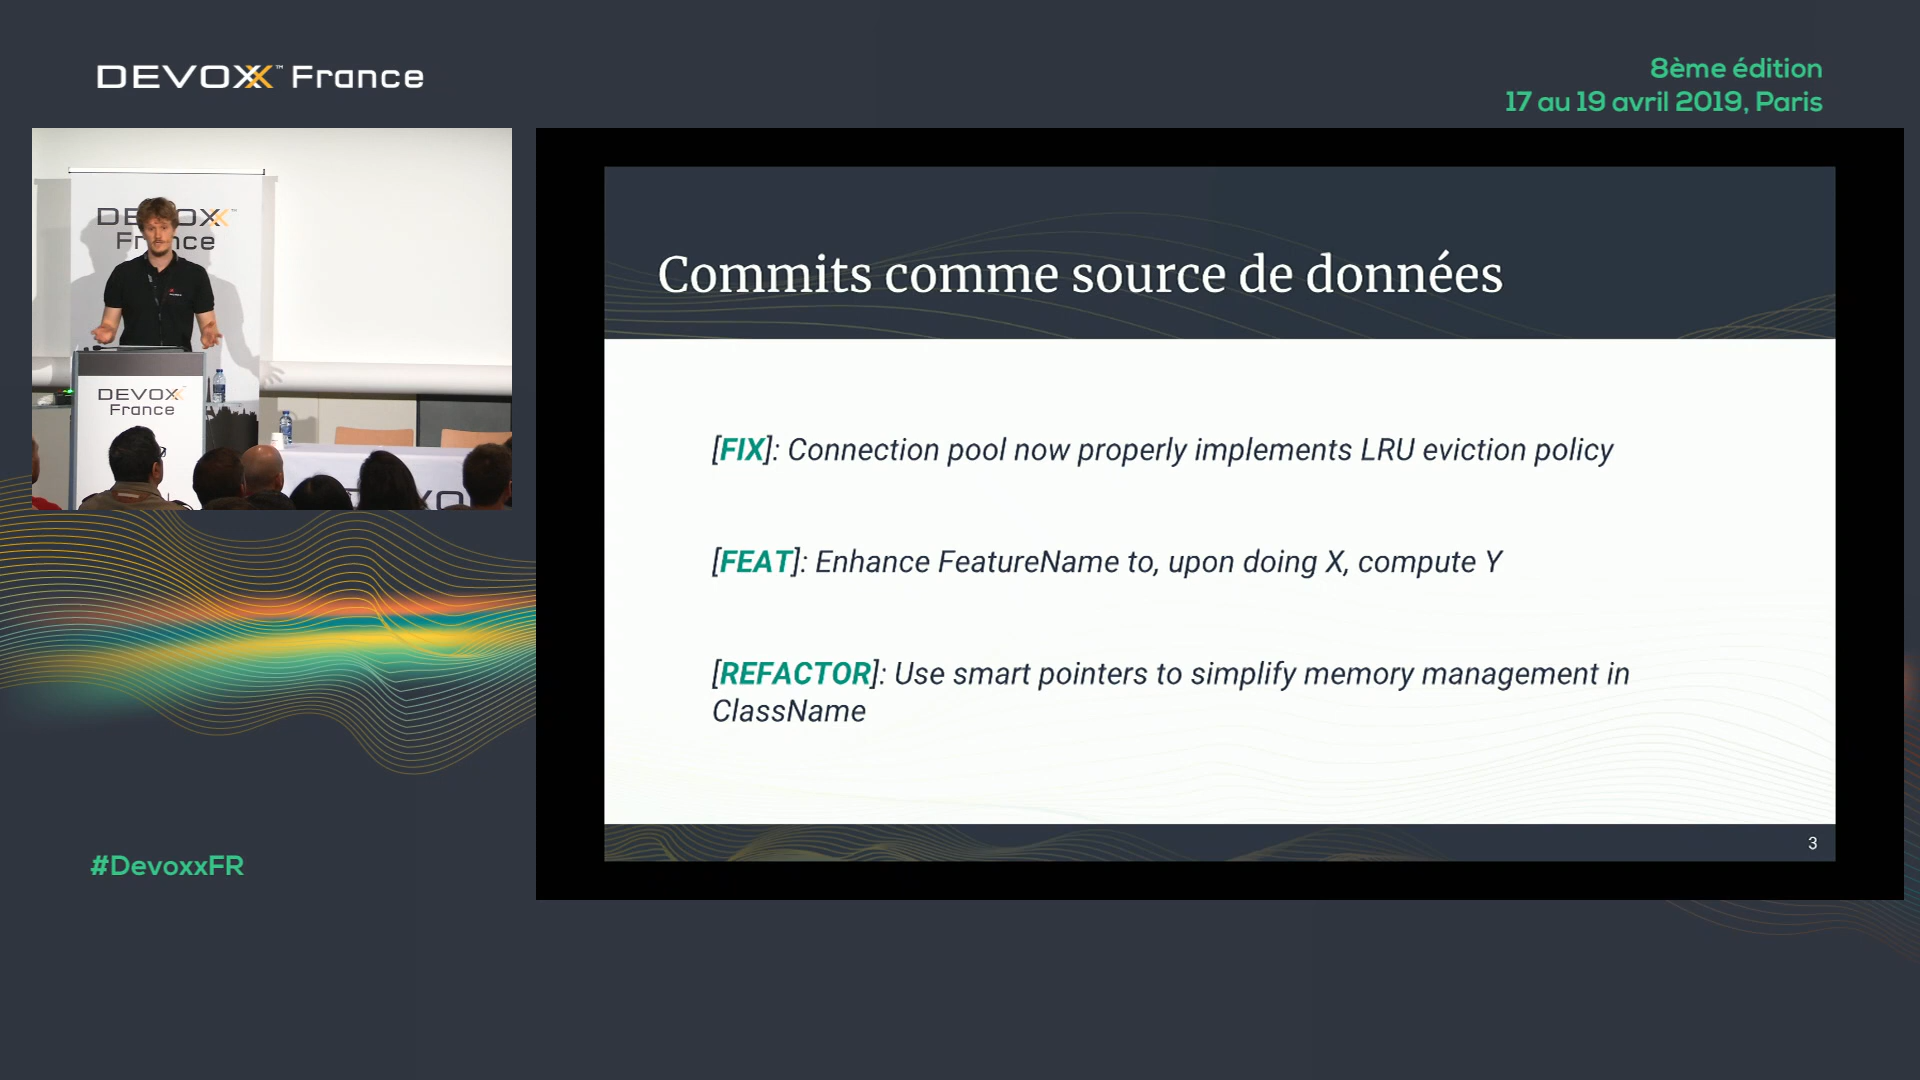 DEVOXX™ France
8ème édition
17 au 19 avril 2019, Paris
DEVOXX
France
DEVOXX
France
Commits comme source de données
[FIX]: Connection pool now properly implements LRU eviction policy
[FEAT]: Enhance FeatureName to, upon doing X, compute Y
[REFACTOR]: Use smart pointers to simplify memory management in
ClassName
3
#DevoxxFR